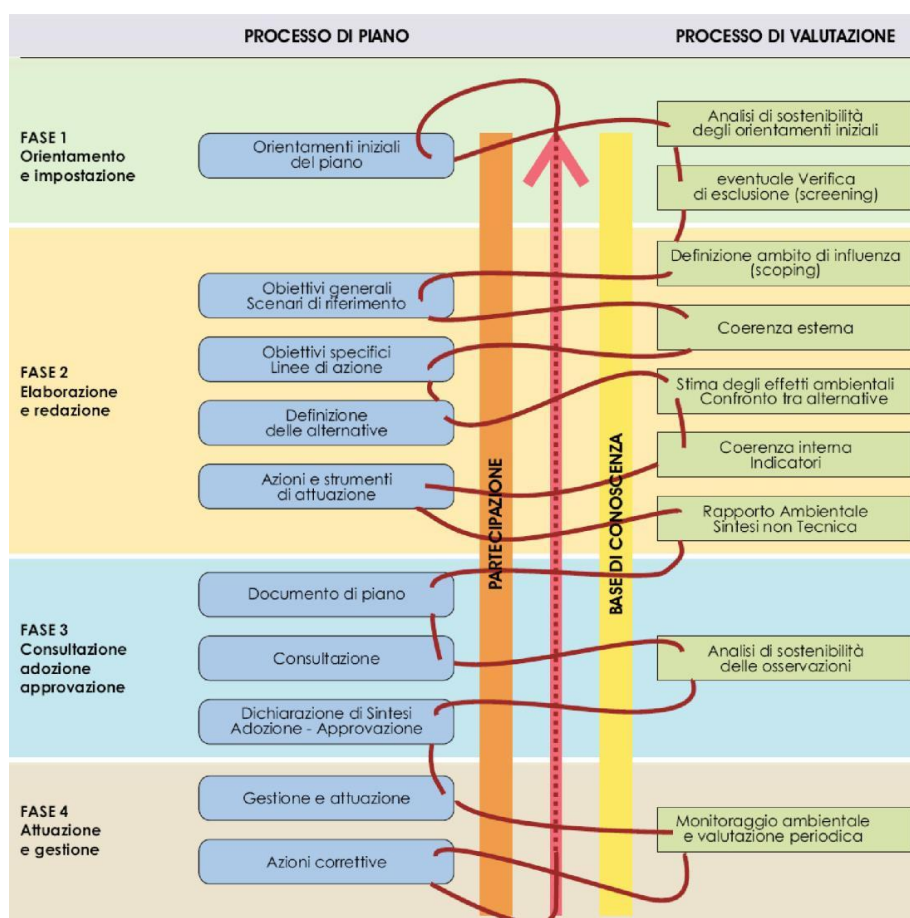 PROCESSO DI PIANO
PROCESSO DI VALUTAZIONE
FASE 1
Orientamento
e impostazione
Orientamenti iniziali
del piano
Analisi di sostenibilità
degli orientamenti iniziali
eventuale Verifica
di esclusione (screening)
FASE 2
Elaborazione
e redazione
Definizione ambito di influenza
(scoping)
Obiettivi generali
Scenari di riferimento
Coerenza esterna
Obiettivi specifici
Linee di azione
Stima degli effetti ambientali
Confronto tra alternative
Definizione
delle alternative
Coerenza interna
Indicatori
Azioni e strumenti
di attuazione
Rapporto Ambientale
Sintesi non Tecnica
PARTECIPAZIONE
BASE DI CONOSCENZA
FASE 3
Consultazione
adozione
approvazione
Documento di piano
Consultazione
Analisi di sostenibilità
delle osservazioni
Dichiarazione di Sintesi
Adozione - Approvazione
FASE 4
Attuazione
e gestione
Gestione e attuazione
Monitoraggio ambientale
e valutazione periodica
Azioni correttive